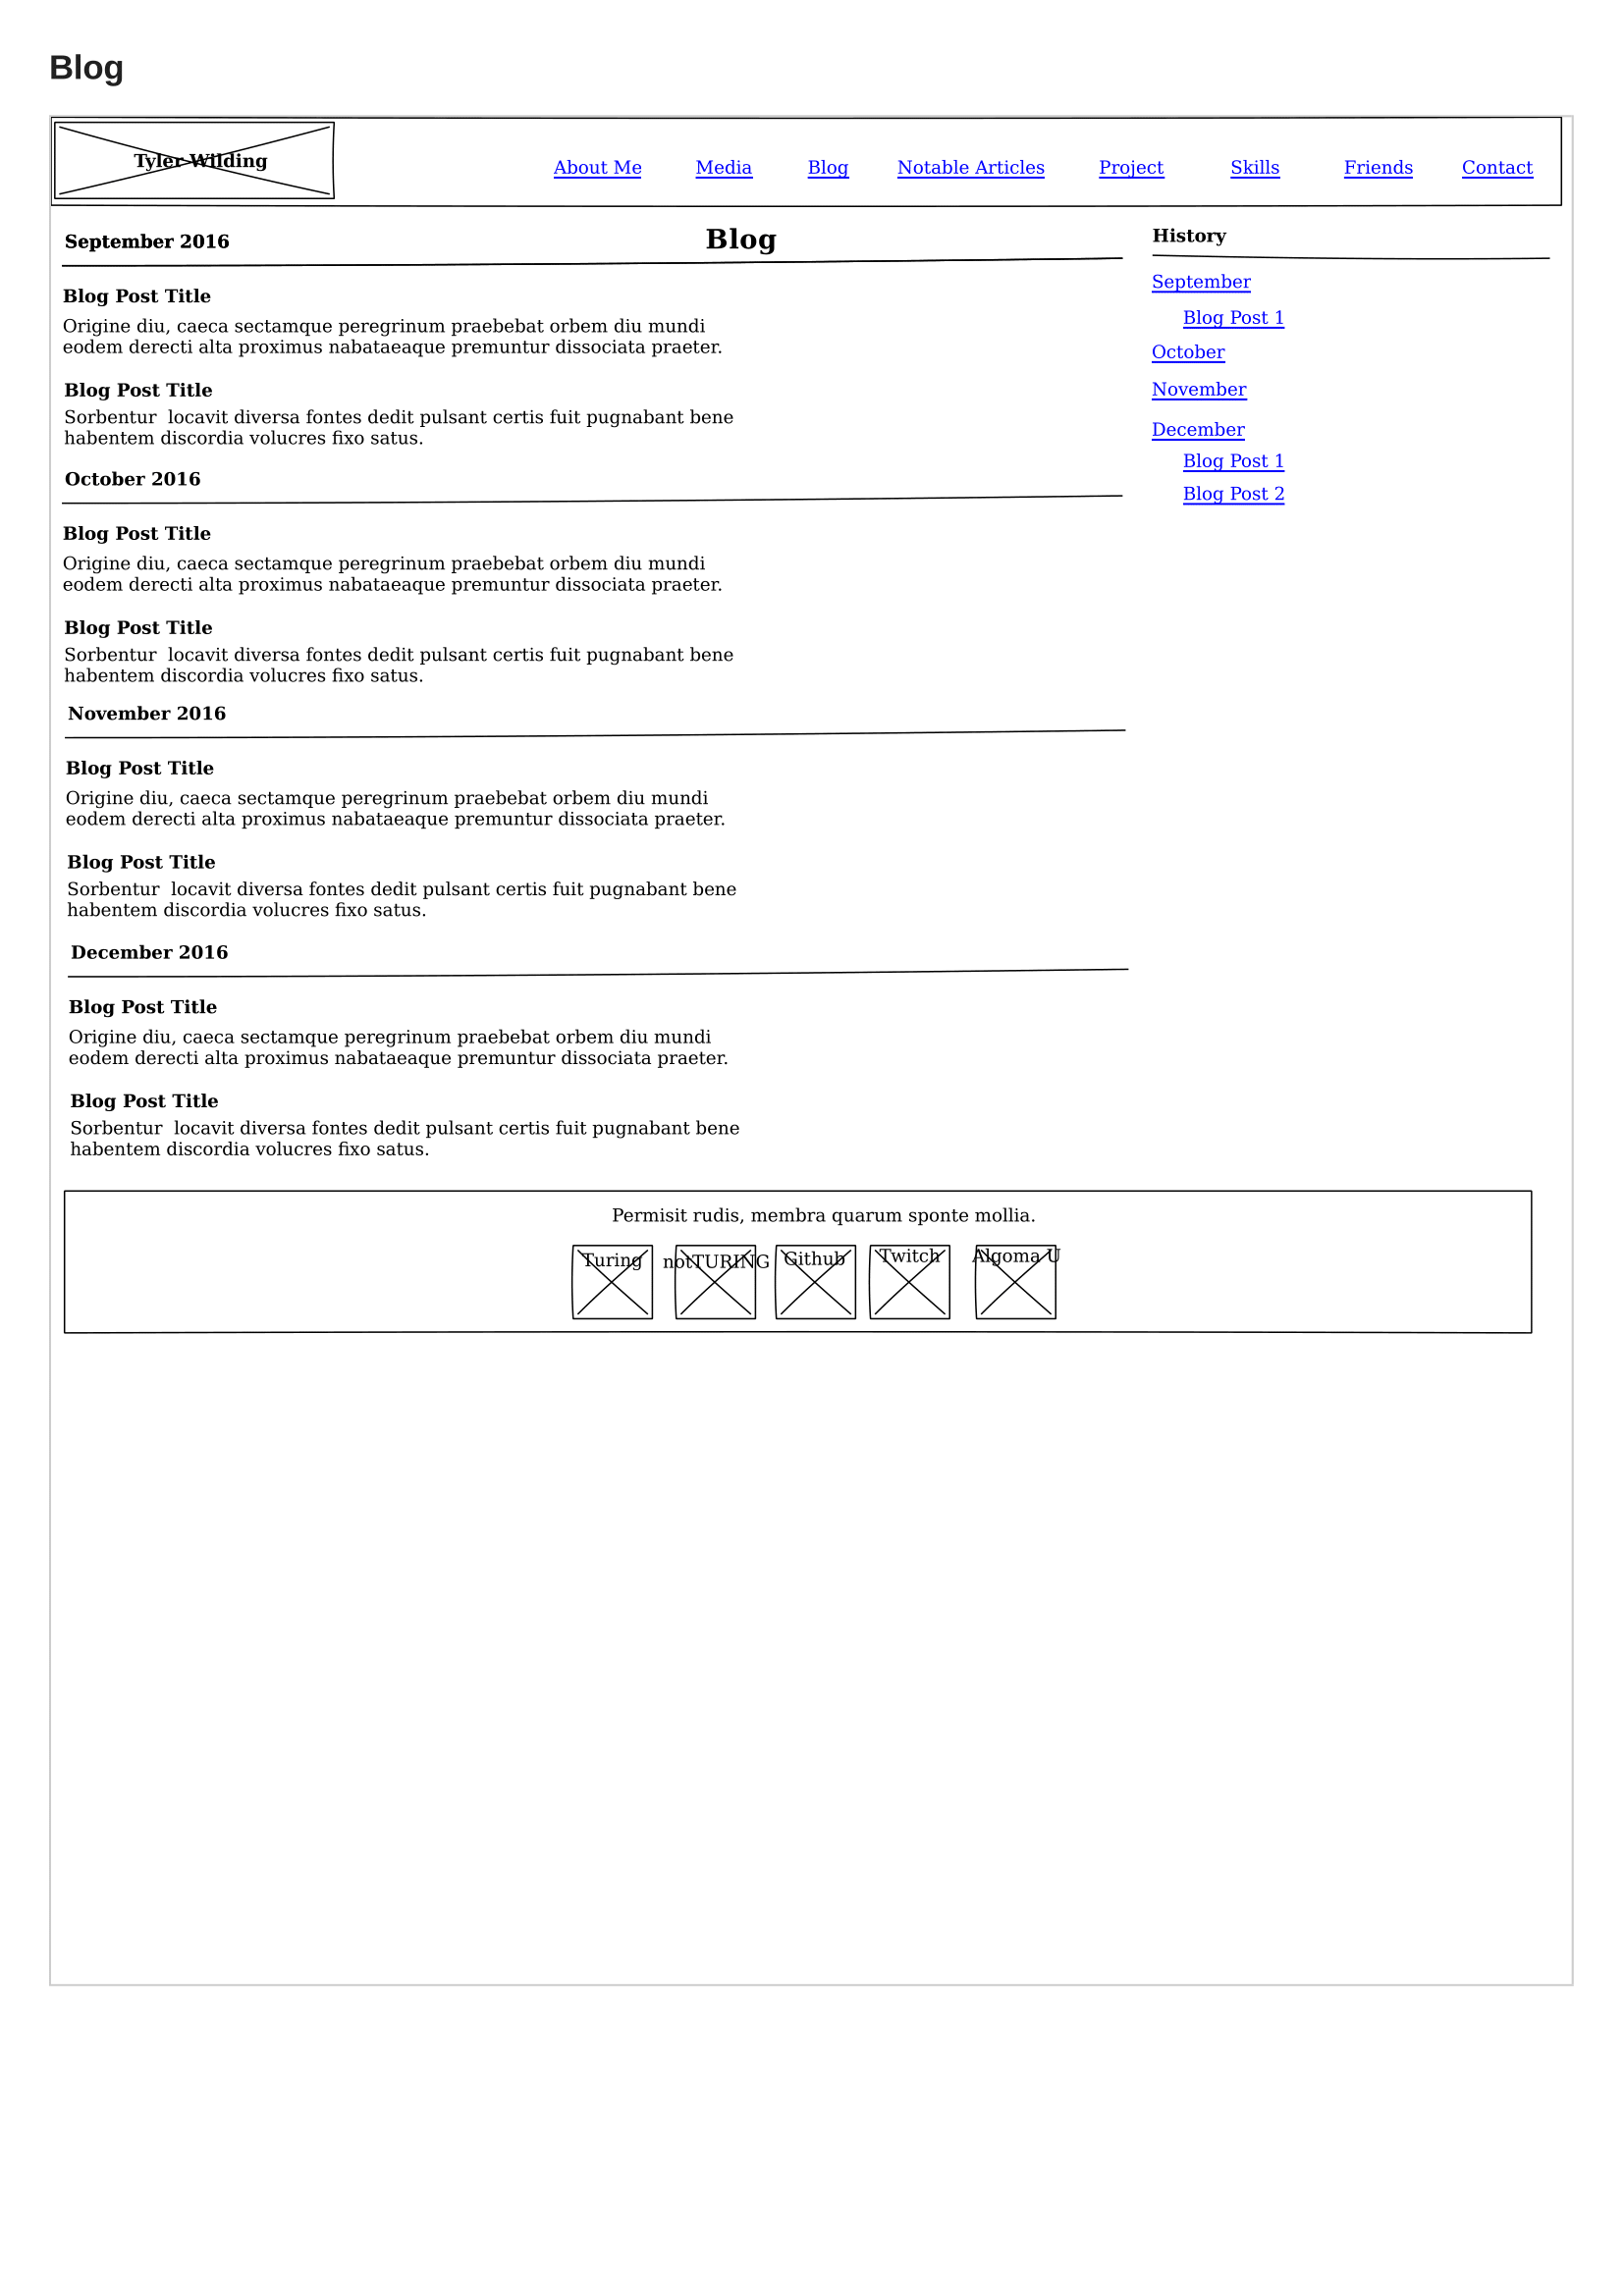 Blog
Tyler Wilding
About Me Media Blog Notable Articles Project Skills Friends Contact
September 2016
Blog
Blog Post Title
Origine diu, caeca sectamque peregrinum praebebat orbem diu mundi
eodem derecti alta proximus nabataeaque premuntur dissociata praeter.
Blog Post Title
Sorbentur  locavit diversa fontes dedit pulsant certis fuit pugnabant bene
habentem discordia volucres fixo satus.
October 2016
Blog Post Title
Origine diu, caeca sectamque peregrinum praebebat orbem diu mundi
eodem derecti alta proximus nabataeaque premuntur dissociata praeter.
Blog Post Title
Sorbentur  locavit diversa fontes dedit pulsant certis fuit pugnabant bene
habentem discordia volucres fixo satus.
November 2016
Blog Post Title
Origine diu, caeca sectamque peregrinum praebebat orbem diu mundi
eodem derecti alta proximus nabataeaque premuntur dissociata praeter.
Blog Post Title
Sorbentur  locavit diversa fontes dedit pulsant certis fuit pugnabant bene
habentem discordia volucres fixo satus.
December 2016
Blog Post Title
Origine diu, caeca sectamque peregrinum praebebat orbem diu mundi
eodem derecti alta proximus nabataeaque premuntur dissociata praeter.
Blog Post Title
Sorbentur  locavit diversa fontes dedit pulsant certis fuit pugnabant bene
habentem discordia volucres fixo satus.
History
September
Blog Post 1
October
November
December
Blog Post 1
Blog Post 2
Permisit rudis, membra quarum sponte mollia.
Turing notTURING Github Twitch Algoma U